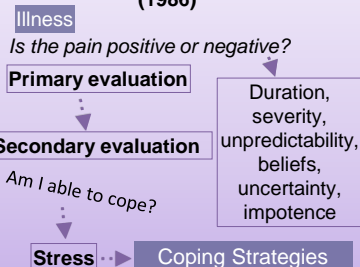 (1986)
Illness
Is the pain positive or negative?
Primary evaluation
Secondary evaluation
Am I able to cope?
Stress
Duration,
severity,
unpredictability,
beliefs,
uncertainty,
impotence
Coping Strategies